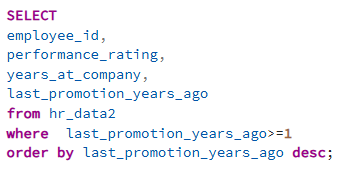 SELECT
employee_id,
performance_rating,
years_at_company,
last_promotion_years_ago
from hr_data2
where  last_promotion_years_ago>=1
order by last_promotion_years_ago desc;